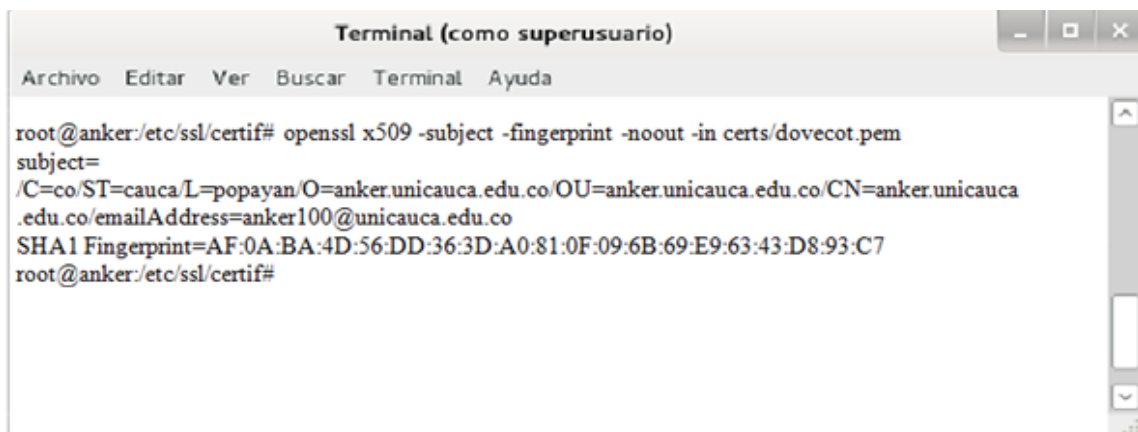 Terminal (como superusuario)
Archivo Editar Ver Buscar Terminal Ayuda
root@anker:/etc/ssl/certif# openssl x509 -subject -fingerprint -noout -in certs/dovecot.pem
subject=
/C=co/ST=cauca/L=popayan/O=anker.unicauca.edu.co/OU=anker.unicauca.edu.co/CN=anker.unicauca
.edu.co/emailAddress=anker100@unicauca.edu.co
SHA1 Fingerprint=AF:0A:BA:4D:56:DD:36:3D:A0:81:0F:09:6B:69:E9:63:43:D8:93:C7
root@anker:/etc/ssl/certif#